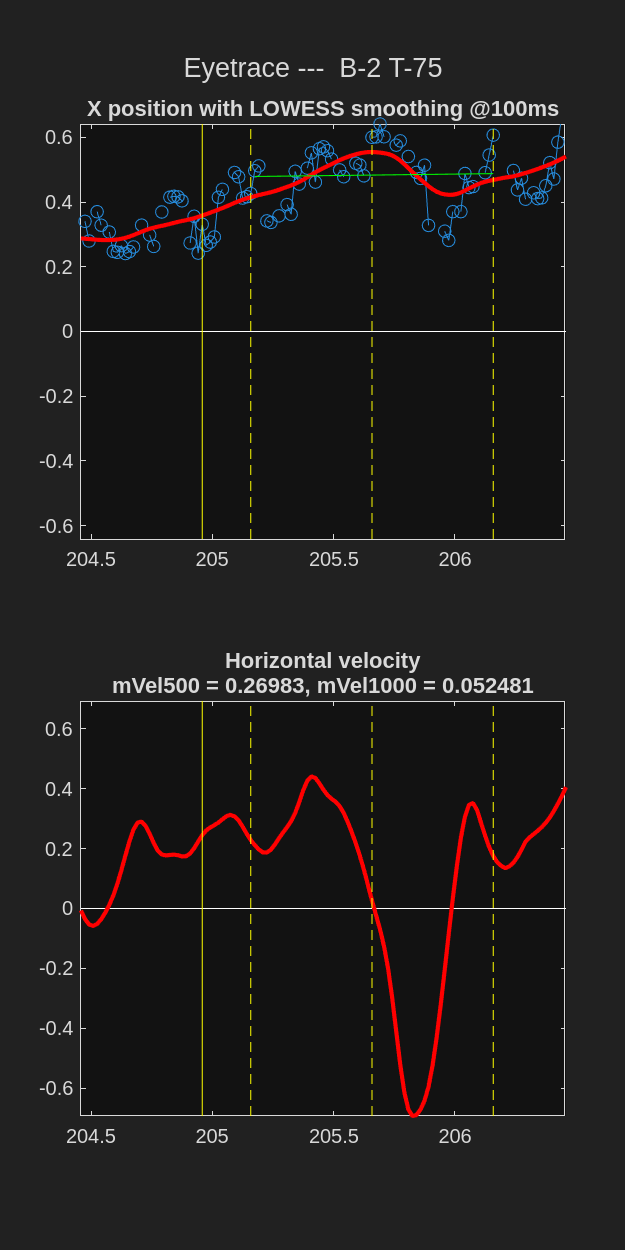 Eyetrace ---  B-2 T-75
X position with LOWESS smoothing @100ms
0.6
0.4
0.2
0
-0.2
-0.4
-0.6
204.5 205 205.5 206
Horizontal velocity
mVel500 = 0.26983, mVel1000 = 0.052481
0.6
0.4
0.2
0
-0.2
-0.4
-0.6
204.5 205 205.5 206